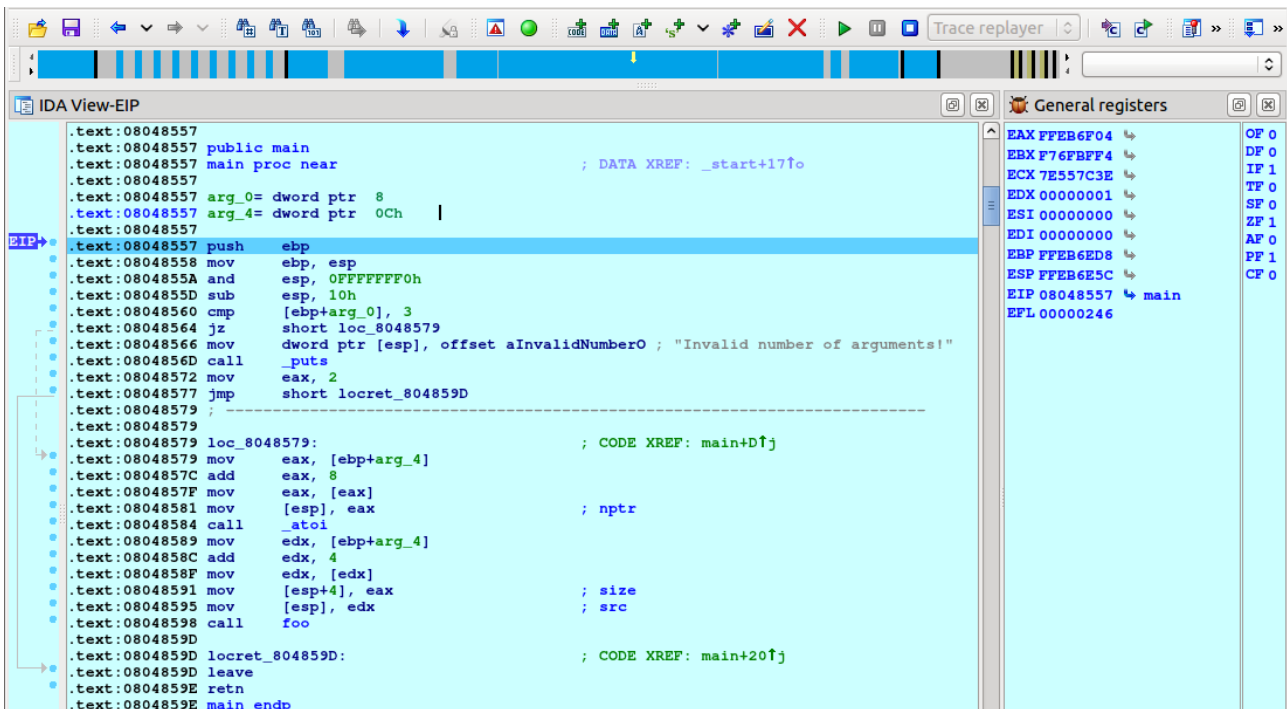 Trace replayer
IDA View-EIP
General registers
.text:08048557
.text:08048557 public main
.text:08048557 main proc near ; DATA XREF: _start+17↑o
.text:08048557
.text:08048557 arg_0= dword ptr 8
.text:08048557 arg_4= dword ptr 0Ch
.text:08048557
EIP
.text:08048557 push ebp
.text:08048558 mov ebp, esp
.text:0804855A and esp, 0FFFFFFF0h
.text:0804855D sub esp, 10h
.text:08048560 cmp [ebp+arg_0], 3
.text:08048564 jz short loc_8048579
.text:08048566 mov dword ptr [esp], offset aInvalidNumberO ; "Invalid number of arguments!"
.text:0804856D call _puts
.text:08048572 mov eax, 2
.text:08048577 jmp short locret_804859D
.text:08048579 ; ---------------------------------------------------------------------------
.text:08048579
.text:08048579 loc_8048579: ; CODE XREF: main+D↑j
.text:08048579 mov eax, [ebp+arg_4]
.text:0804857C add eax, 8
.text:0804857F mov eax, [eax]
.text:08048581 mov [esp], eax ; nptr
.text:08048584 call _atoi
.text:08048589 mov edx, [ebp+arg_4]
.text:0804858C add edx, 4
.text:0804858F mov edx, [edx]
.text:08048591 mov [esp+4], eax ; size
.text:08048595 mov [esp], edx ; src
.text:08048598 call foo
.text:0804859D
.text:0804859D locret_804859D: ; CODE XREF: main+20↑j
.text:0804859D leave
.text:0804859E retn
.text:0804859E main endp
EAX FFEB6F04
EBX F76FBFF4
ECX 7E557C3E
EDX 00000001
ESI 00000000
EDI 00000000
EBP FFEB6ED8
ESP FFEB6E5C
EIP 08048557 main
EFL 00000246
OF 0
DF 0
IF 1
TF 0
SF 0
ZF 1
AF 0
PF 1
CF 0